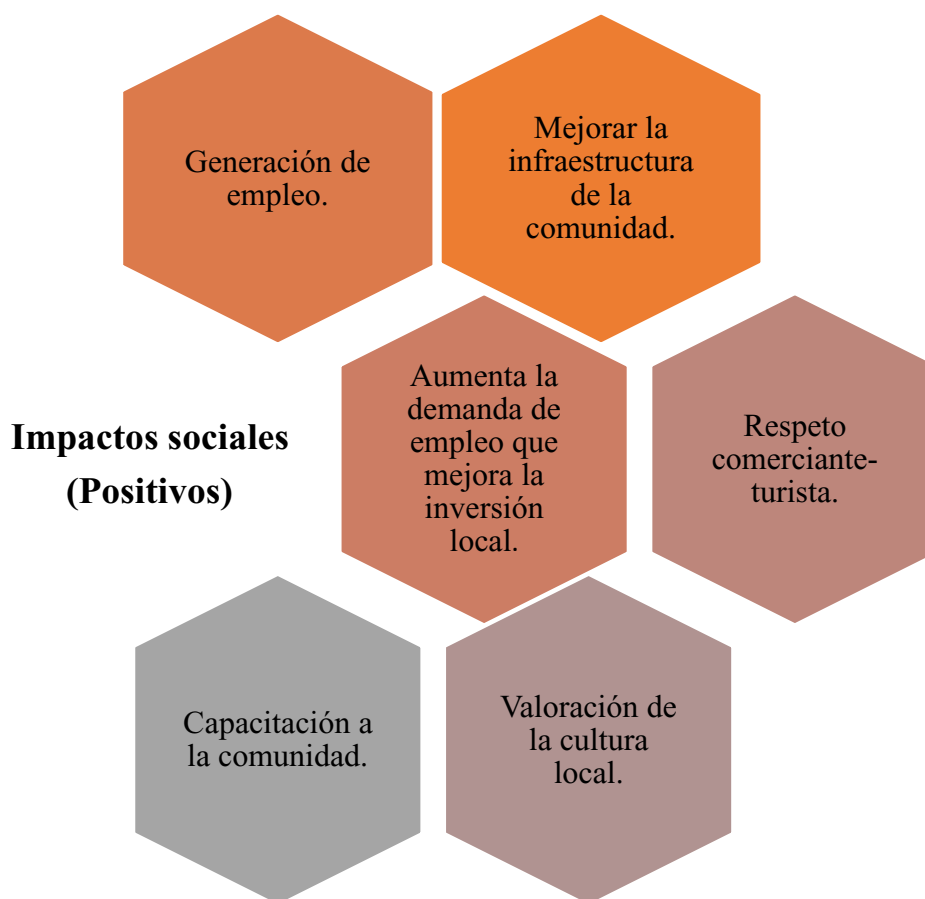 Generación de
empleo.
Mejorar la
infraestructura
de la
comunidad.
Impactos sociales
(Positivos)
Aumenta la
demanda de
empleo que
mejora la
inversión
local.
Respeto
comerciante-
turista.
Capacitación a
la comunidad.
Valoración de
la cultura
local.